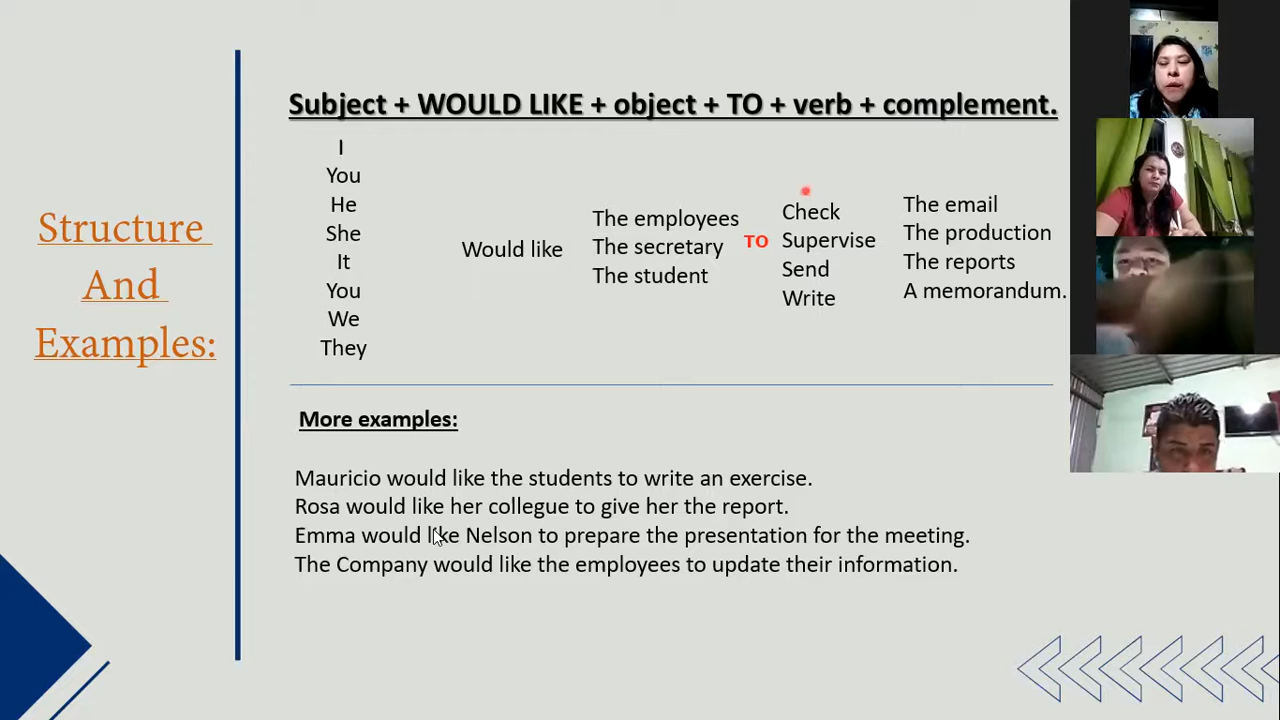 Structure
And
Examples:
Subject + WOULD LIKE + object + TO + verb + complement.
I
You
He
She
It
You
We
They
Would like
The employees
The secretary
The student
TO
Check
Supervise
Send
Write
The email
The production
The reports
A memorandum.
More examples:
Mauricio would like the students to write an exercise.
Rosa would like her collegue to give her the report.
Emma would like Nelson to prepare the presentation for the meeting.
The Company would like the employees to update their information.